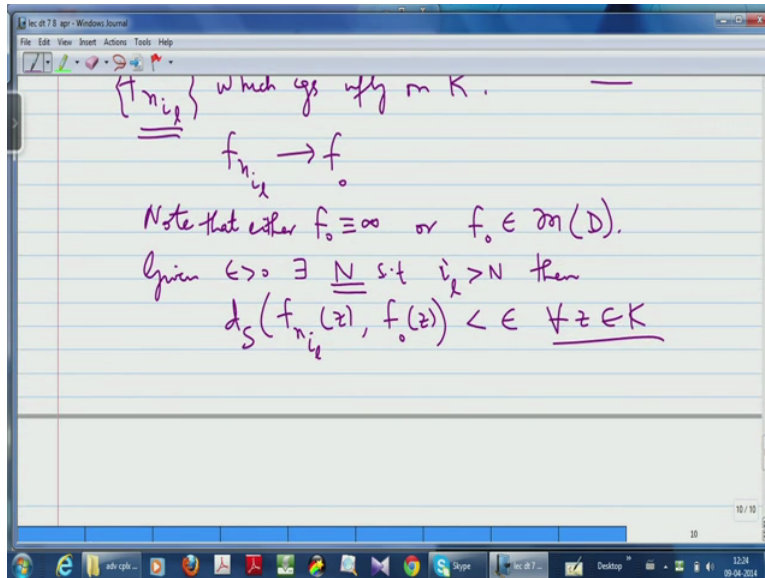 lec dt 7 8 apr - Windows Journal
File Edit View Insert Actions Tools Help
{f_{n_{i_l}}} which cgs ufly on K.
f_{n_{i_l}} → f_0
Note that either f_0 ≡ ∞ or f_0 ∈ m(D).
Given ε>0 ∃ N s.t i_l > N then
d_S(f_{n_{i_l}}(z), f_0(z)) < ε ∀ z ∈ K
10 / 10
10
adv cplx ... Skype lec dt 7 ... Desktop 12:24
09-04-2014